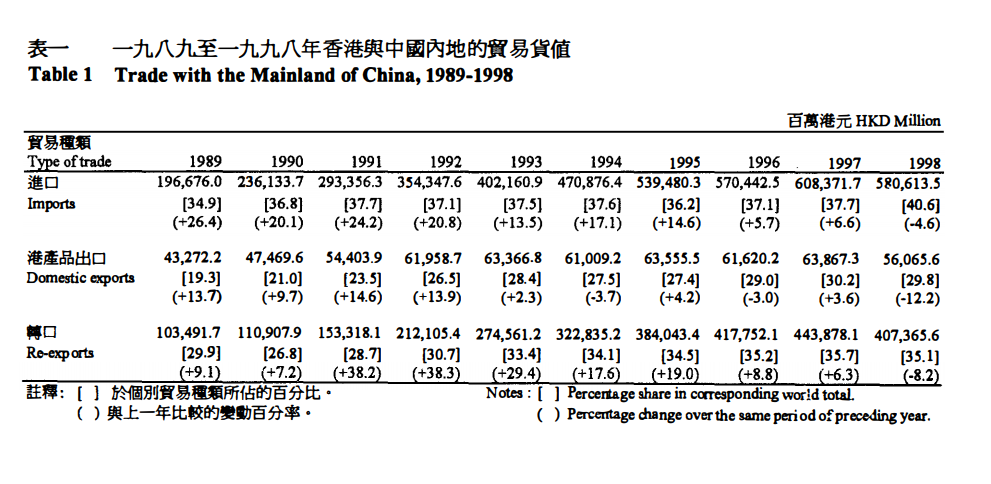 表一 一九八九至一九九八年香港與中國內地的貿易貨值
Table 1 Trade with the Mainland of China, 1989-1998
百萬港元 HKD Million
貿易種類
Type of trade 1989 1990 1991 1992 1993 1994 1995 1996 1997 1998
進口 196,676.0 236,133.7 293,356.3 354,347.6 402,160.9 470,876.4 539,480.3 570,442.5 608,371.7 580,613.5
Imports [34.9] [36.8] [37.7] [37.1] [37.5] [37.6] [36.2] [37.1] [37.7] [40.6]
(+26.4) (+20.1) (+24.2) (+20.8) (+13.5) (+17.1) (+14.6) (+5.7) (+6.6) (-4.6)
港產品出口 43,272.2 47,469.6 54,403.9 61,958.7 63,366.8 61,009.2 63,555.5 61,620.2 63,867.3 56,065.6
Domestic exports [19.3] [21.0] [23.5] [26.5] [28.4] [27.5] [27.4] [29.0] [30.2] [29.8]
(+13.7) (+9.7) (+14.6) (+13.9) (+2.3) (-3.7) (+4.2) (-3.0) (+3.6) (-12.2)
轉口 103,491.7 110,907.9 153,318.1 212,105.4 274,561.2 322,835.2 384,043.4 417,752.1 443,878.1 407,365.6
Re-exports [29.9] [26.8] [28.7] [30.7] [33.4] [34.1] [34.5] [35.2] [35.7] [35.1]
(+9.1) (+7.2) (+38.2) (+38.3) (+29.4) (+17.6) (+19.0) (+8.8) (+6.3) (-8.2)
註釋: [ ] 於個別貿易種類所佔的百分比。 Notes : [ ] Percentage share in corresponding world total.
( ) 與上一年比較的變動百分率。 ( ) Percentage change over the same period of preceding year.